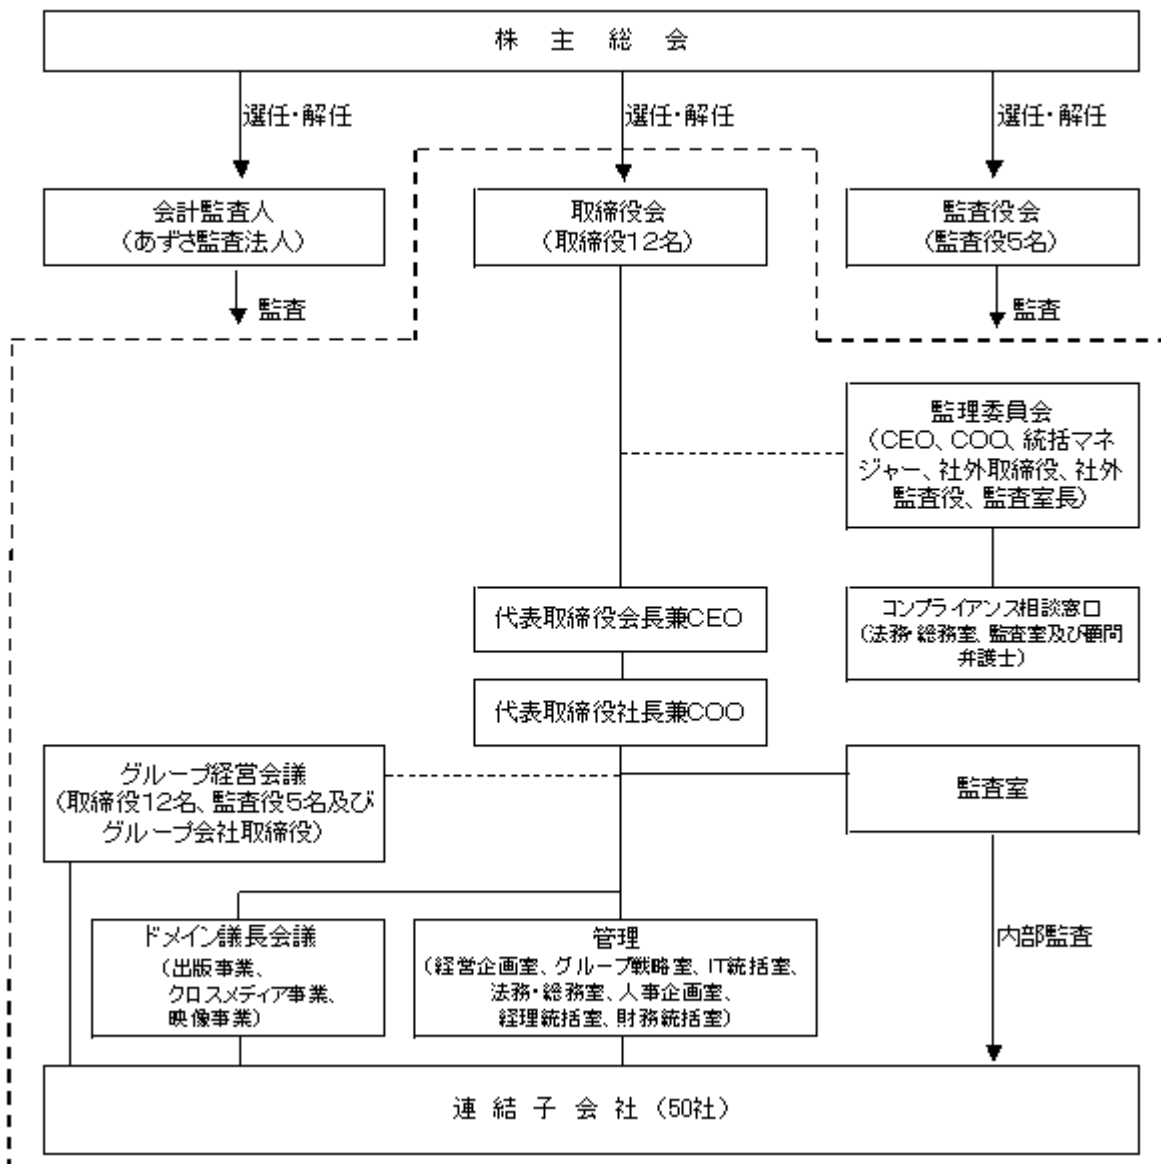 株 主 総 会
選任・解任
選任・解任
選任・解任
会計監査人
(あずさ監査法人)
取締役会
(取締役12名)
監査役会
(監査役5名)
監査
監査
監理委員会
(CEO、COO、統括マネ
ジャー、社外取締役、社外
監査役、監査室長)
代表取締役会長兼CEO
コンプライアンス相談窓口
(法務・総務室、監査室及び顧問
弁護士)
代表取締役社長兼COO
グループ経営会議
(取締役12名、監査役5名及び
グループ会社取締役)
監査室
ドメイン議長会議
(出版事業、
クロスメディア事業、
映像事業)
管理
(経営企画室、グループ戦略室、IT統括室、
法務・総務室、人事企画室、
経理統括室、財務統括室)
内部監査
連 結 子 会 社 (50社)